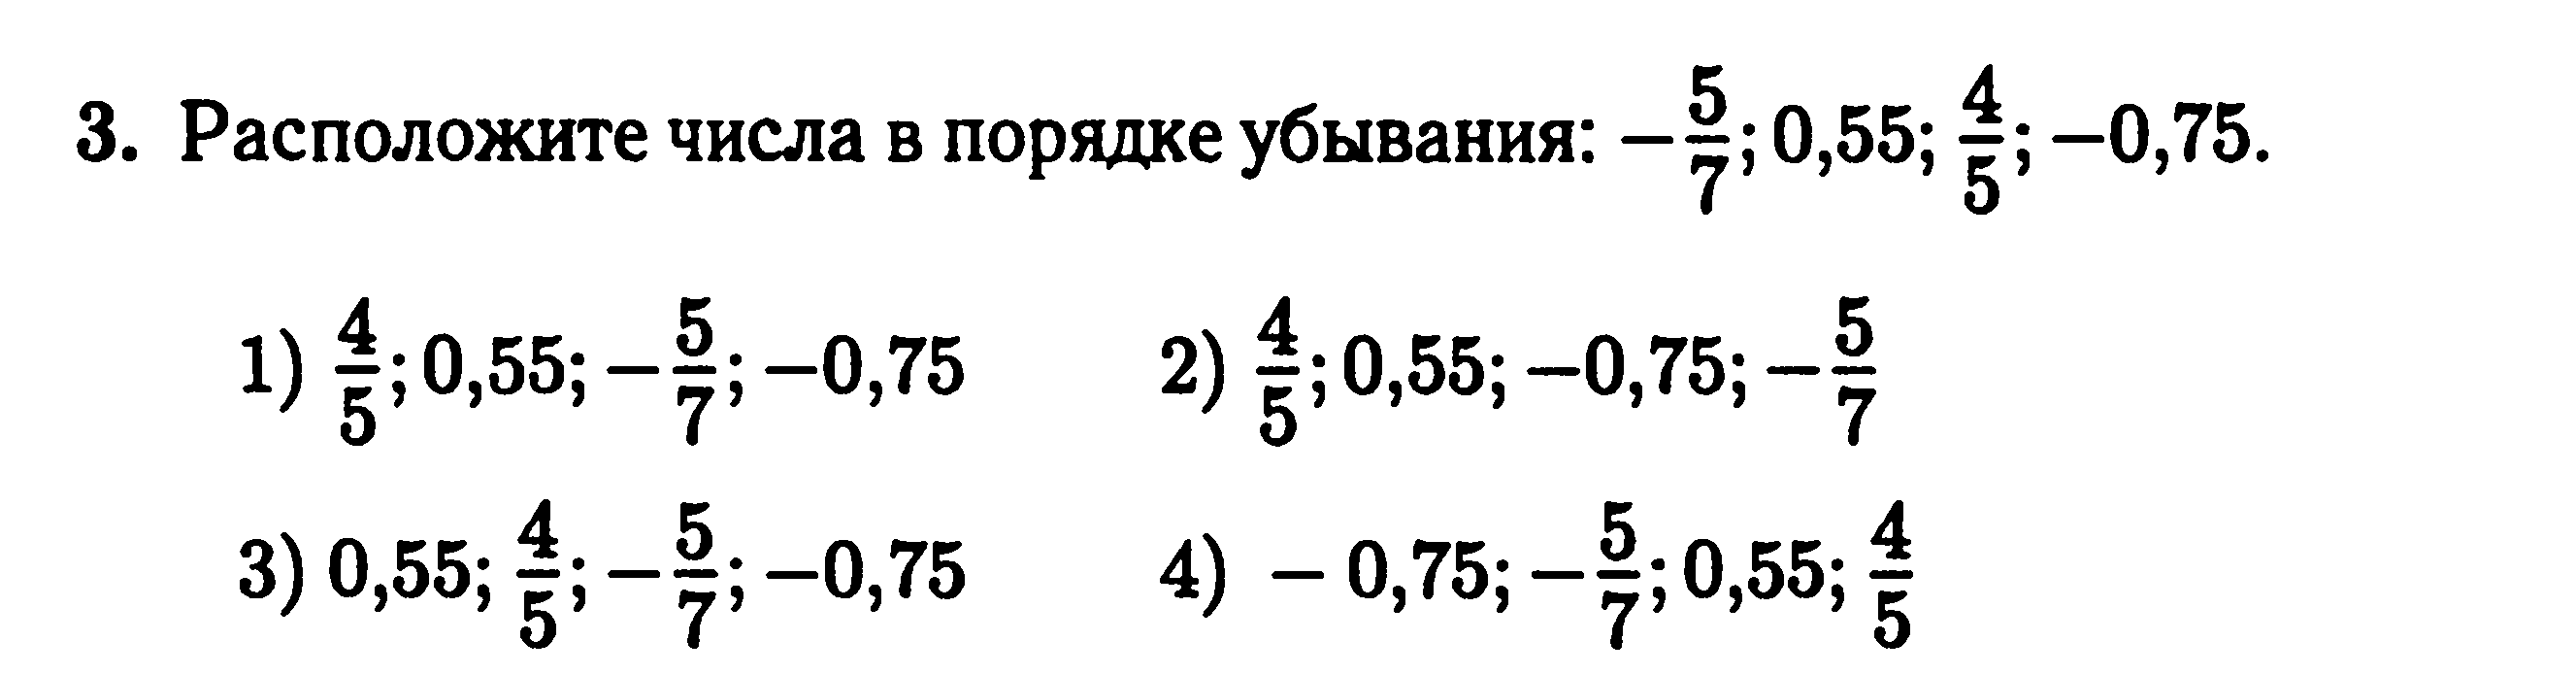 3. Расположите числа в порядке убывания: −5/7; 0,55; 4/5; −0,75.
1) 4/5; 0,55; −5/7; −0,75 2) 4/5; 0,55; −0,75; −5/7
3) 0,55; 4/5; −5/7; −0,75 4) − 0,75; −5/7; 0,55; 4/5